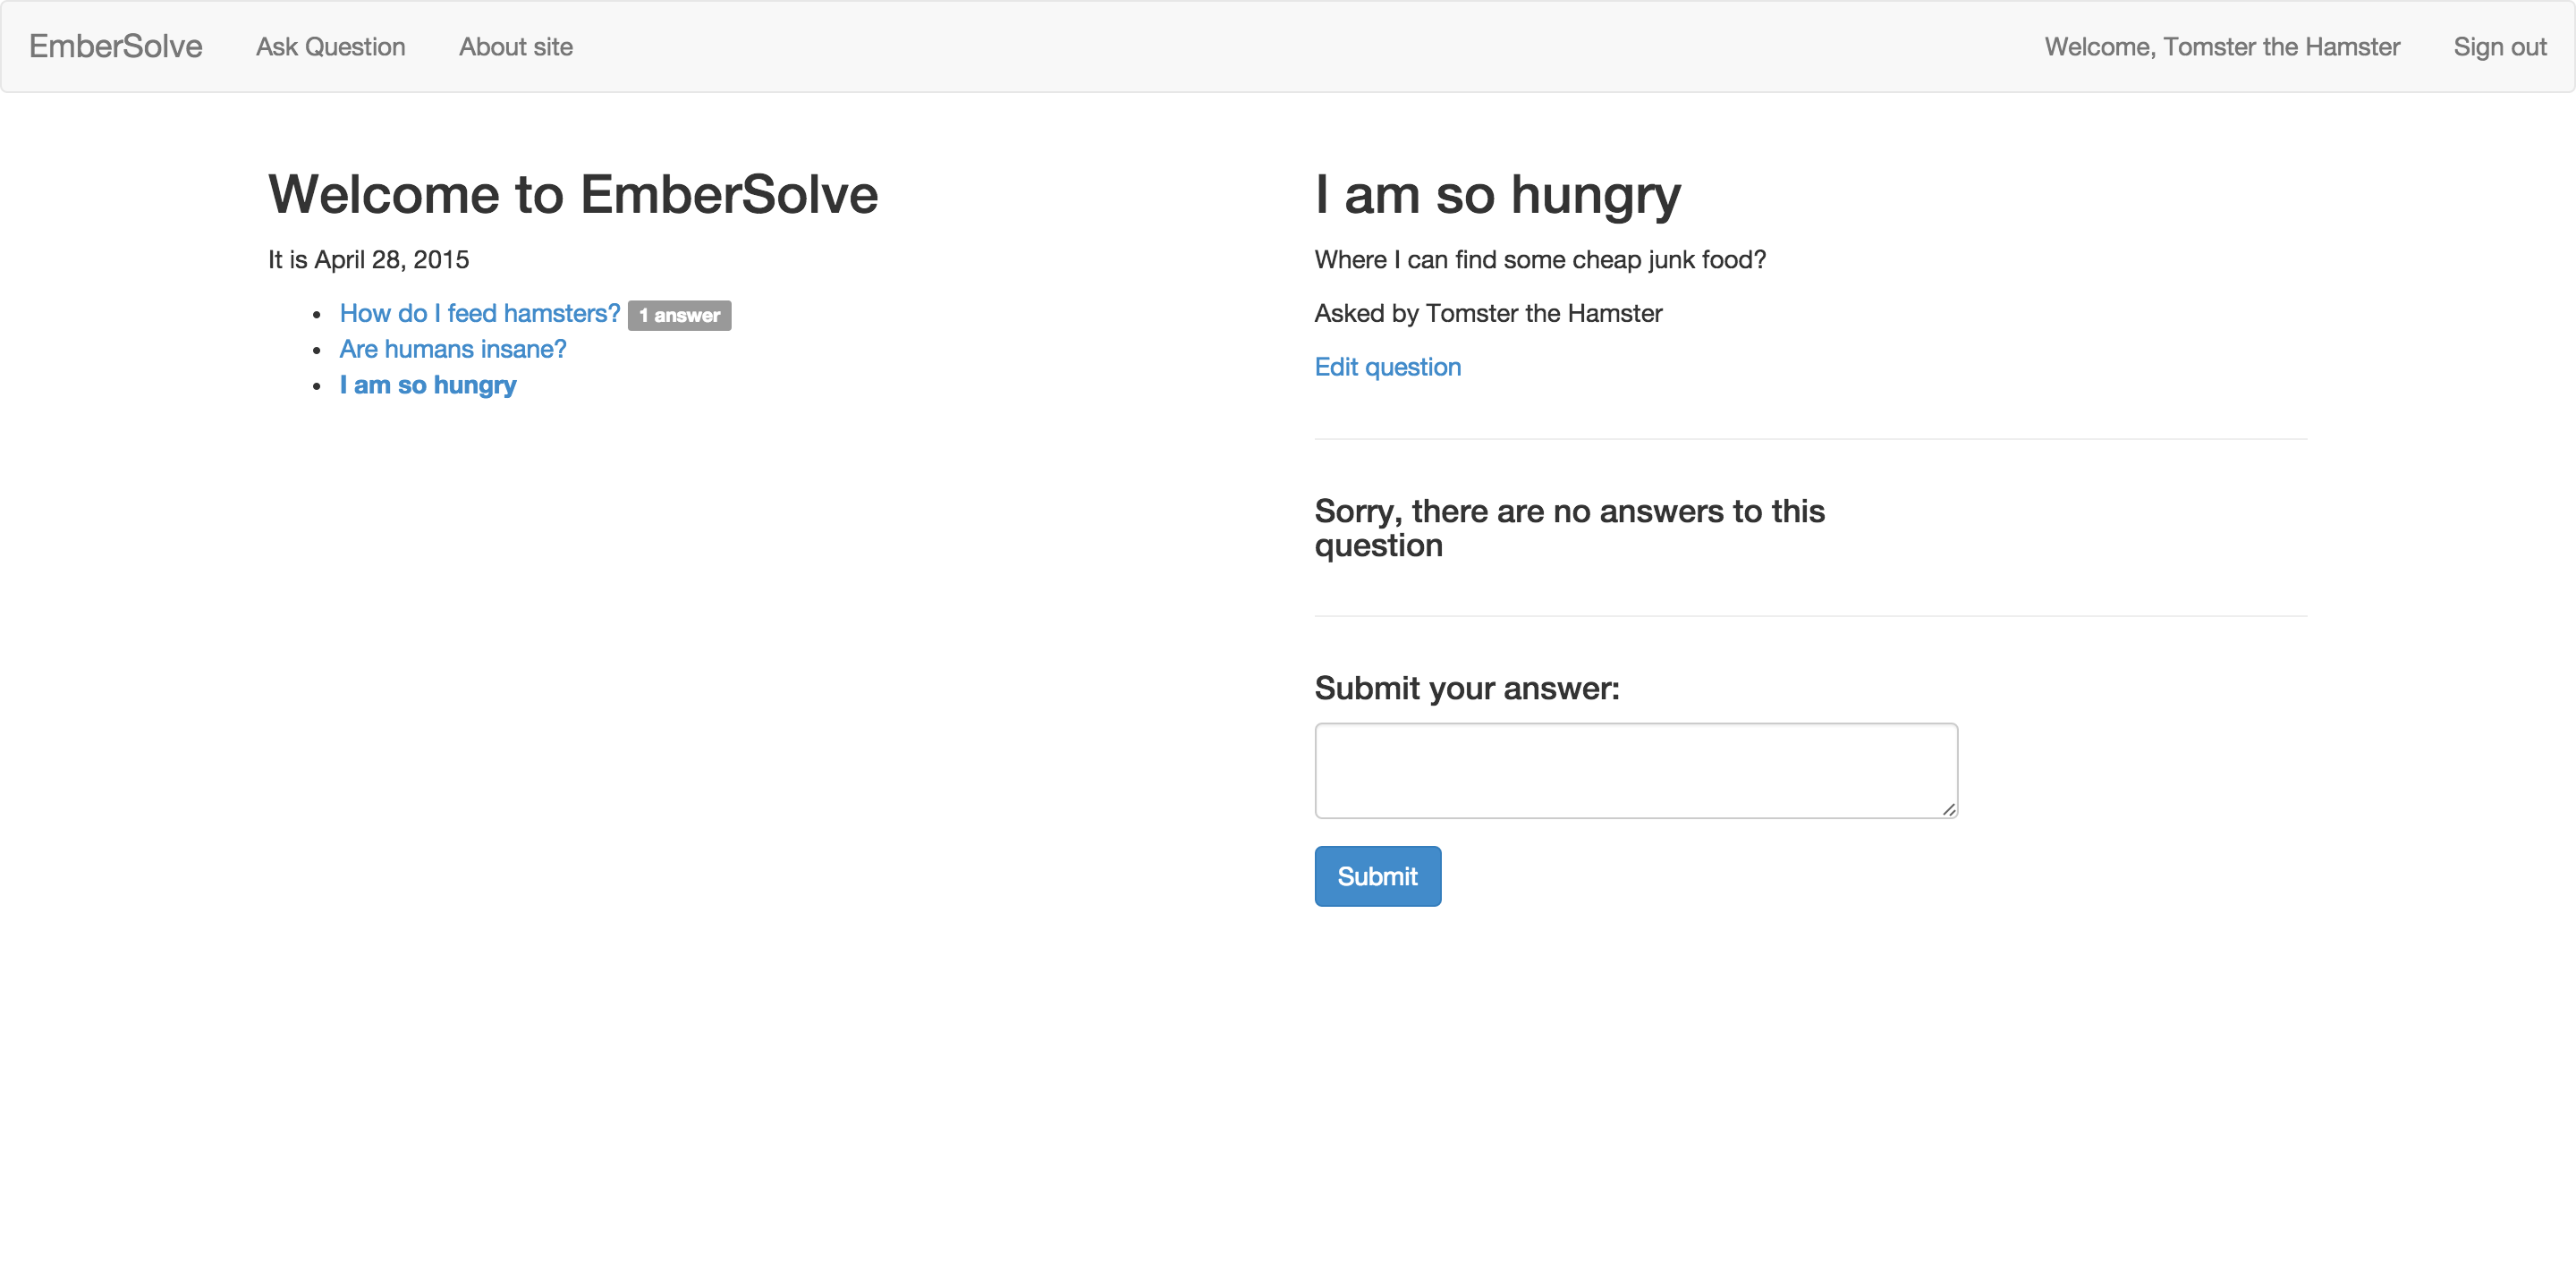 EmberSolve Ask Question About site Welcome, Tomster the Hamster Sign out
Welcome to EmberSolve
It is April 28, 2015
How do I feed hamsters? 1 answer
Are humans insane?
I am so hungry
I am so hungry
Where I can find some cheap junk food?
Asked by Tomster the Hamster
Edit question
Sorry, there are no answers to this
question
Submit your answer:
Submit